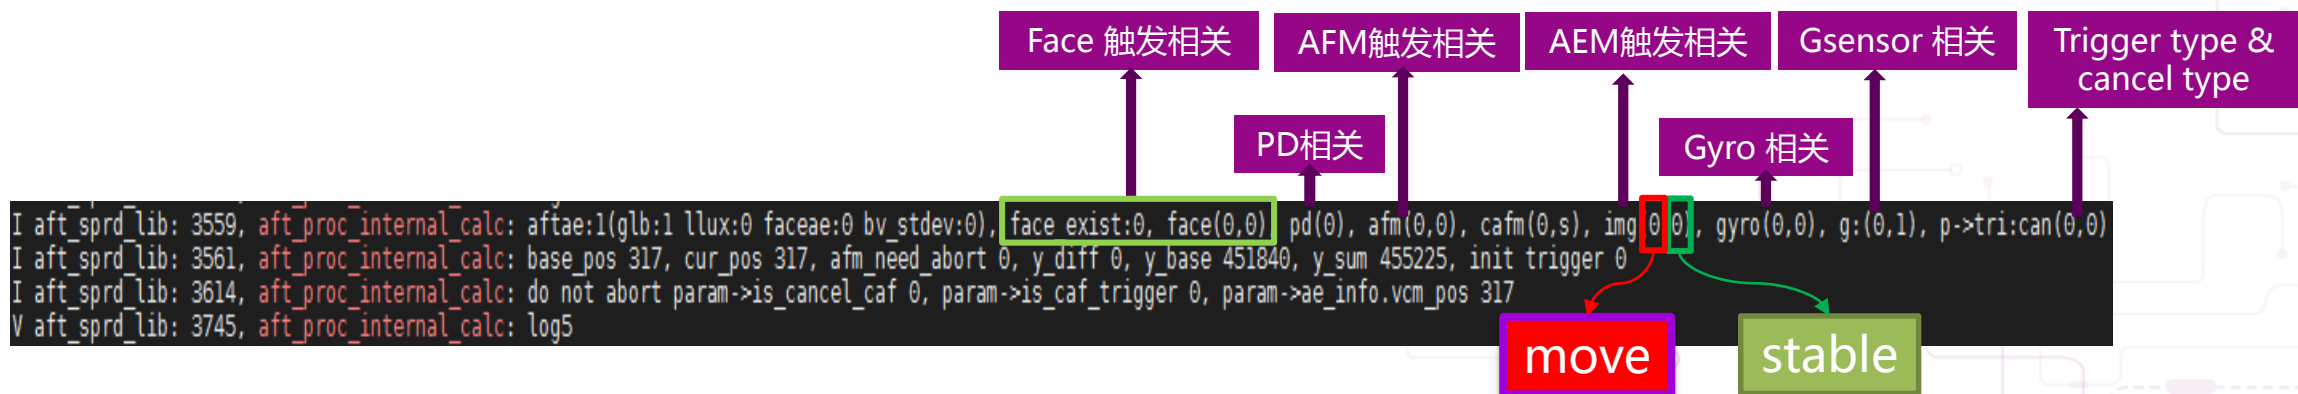 Face 触发相关
AFM触发相关
AEM触发相关
Gsensor 相关
Trigger type &
cancel type
PD相关
Gyro 相关
I aft_sprd_lib: 3559, aft_proc_internal_calc: aftae:1(glb:1 llux:0 faceae:0 bv_stdev:0), face_exist:0, face(0,0), pd(0), afm(0,0), cafm(0,s), img(0,0), gyro(0,0), g:(0,1), p->tri:can(0,0)
I aft_sprd_lib: 3561, aft_proc_internal_calc: base_pos 317, cur_pos 317, afm_need_abort 0, y_diff 0, y_base 451840, y_sum 455225, init trigger 0
I aft_sprd_lib: 3614, aft_proc_internal_calc: do not abort param->is_cancel_caf 0, param->is_caf_trigger 0, param->ae_info.vcm_pos 317
V aft_sprd_lib: 3745, aft_proc_internal_calc: log5
move
stable